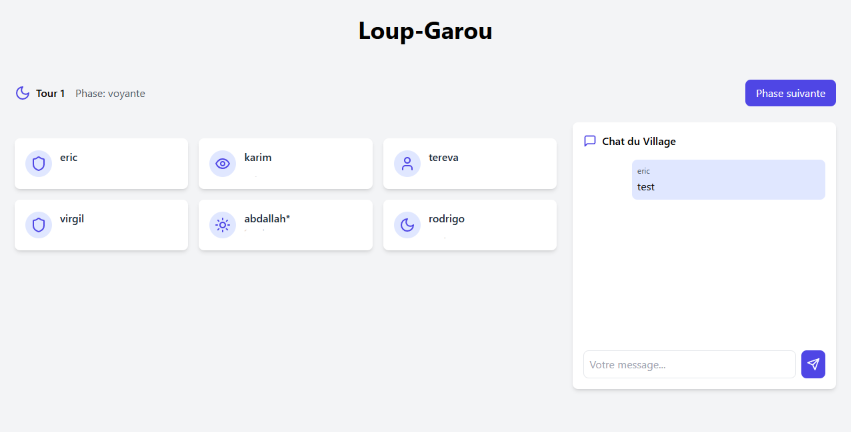 Loup-Garou
Tour 1 Phase: voyante
Phase suivante
eric
karim
tereva
virgil
abdallah*
rodrigo
Chat du Village
eric
test
Votre message...